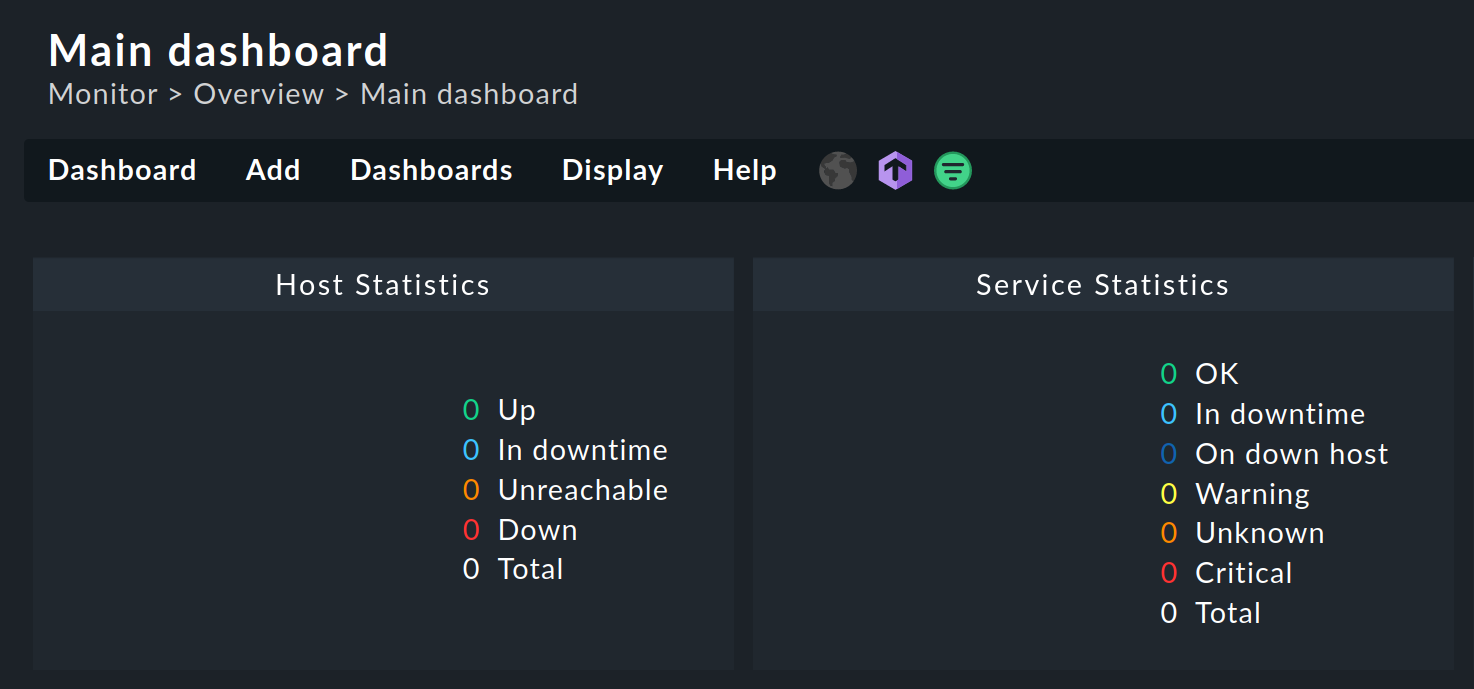 Main dashboard
Monitor > Overview > Main dashboard
Dashboard Add Dashboards Display Help
Host Statistics
0 Up
0 In downtime
0 Unreachable
0 Down
0 Total
Service Statistics
0 OK
0 In downtime
0 On down host
0 Warning
0 Unknown
0 Critical
0 Total